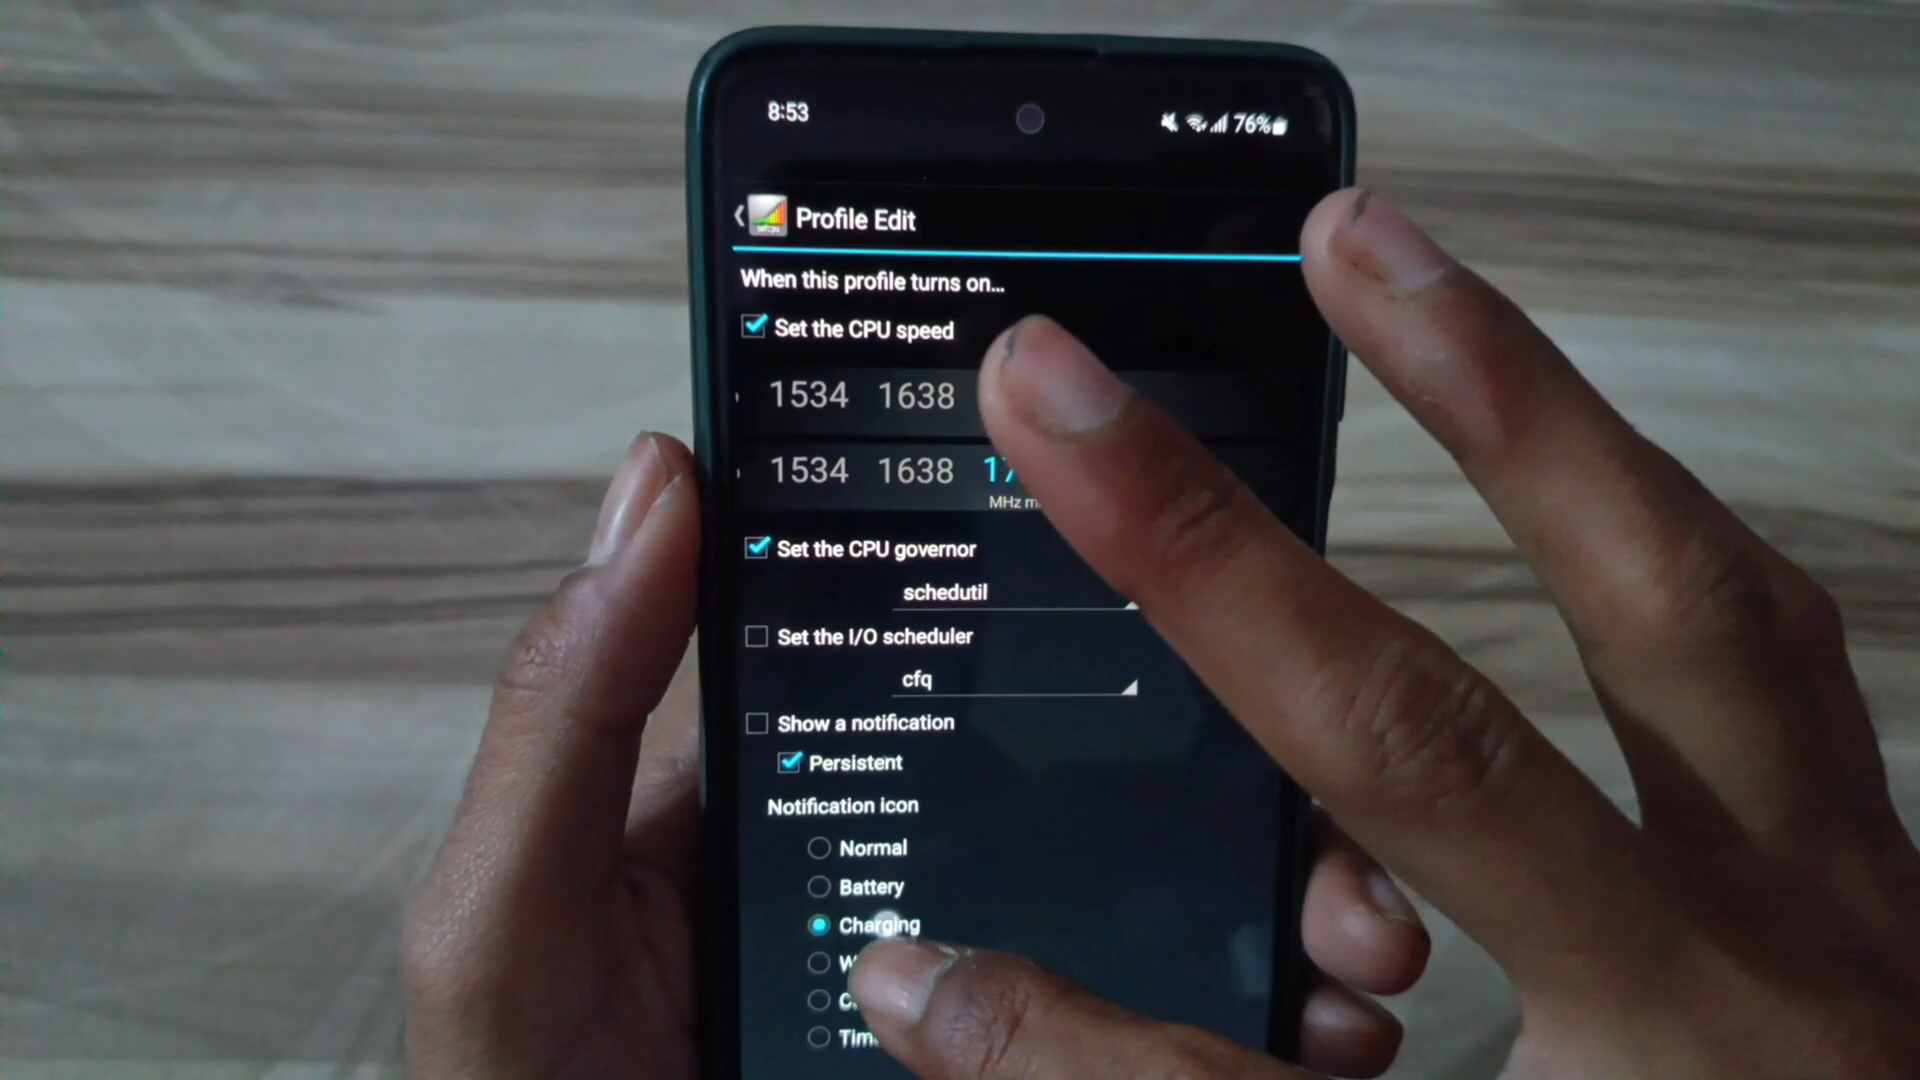 8:53
76%
Profile Edit
When this profile turns on...
Set the CPU speed
1534 1638
1534 1638
MHz
Set the CPU governor
schedutil
Set the I/O scheduler
cfq
Show a notification
Persistent
Notification icon
Normal
Battery
Charging